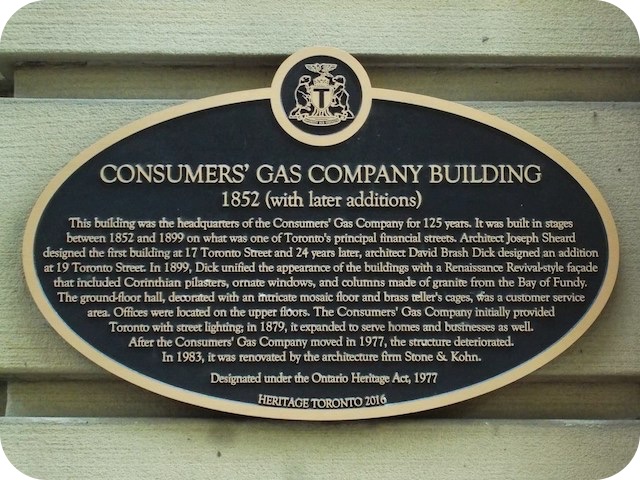 T
CONSUMERS' GAS COMPANY BUILDING
1852 (with later additions)
This building was the headquarters of the Consumers' Gas Company for 125 years. It was built in stages
between 1852 and 1899 on what was one of Toronto's principal financial streets. Architect Joseph Sheard
designed the first building at 17 Toronto Street and 24 years later, architect David Brash Dick designed an addition
at 19 Toronto Street. In 1899, Dick unified the appearance of the buildings with a Renaissance Revival-style façade
that included Corinthian pilasters, ornate windows, and columns made of granite from the Bay of Fundy.
The ground-floor hall, decorated with an intricate mosaic floor and brass teller's cages, was a customer service
area. Offices were located on the upper floors. The Consumers' Gas Company initially provided
Toronto with street lighting; in 1879, it expanded to serve homes and businesses as well.
After the Consumers' Gas Company moved in 1977, the structure deteriorated.
In 1983, it was renovated by the architecture firm Stone & Kohn.
Designated under the Ontario Heritage Act, 1977
HERITAGE TORONTO 2016